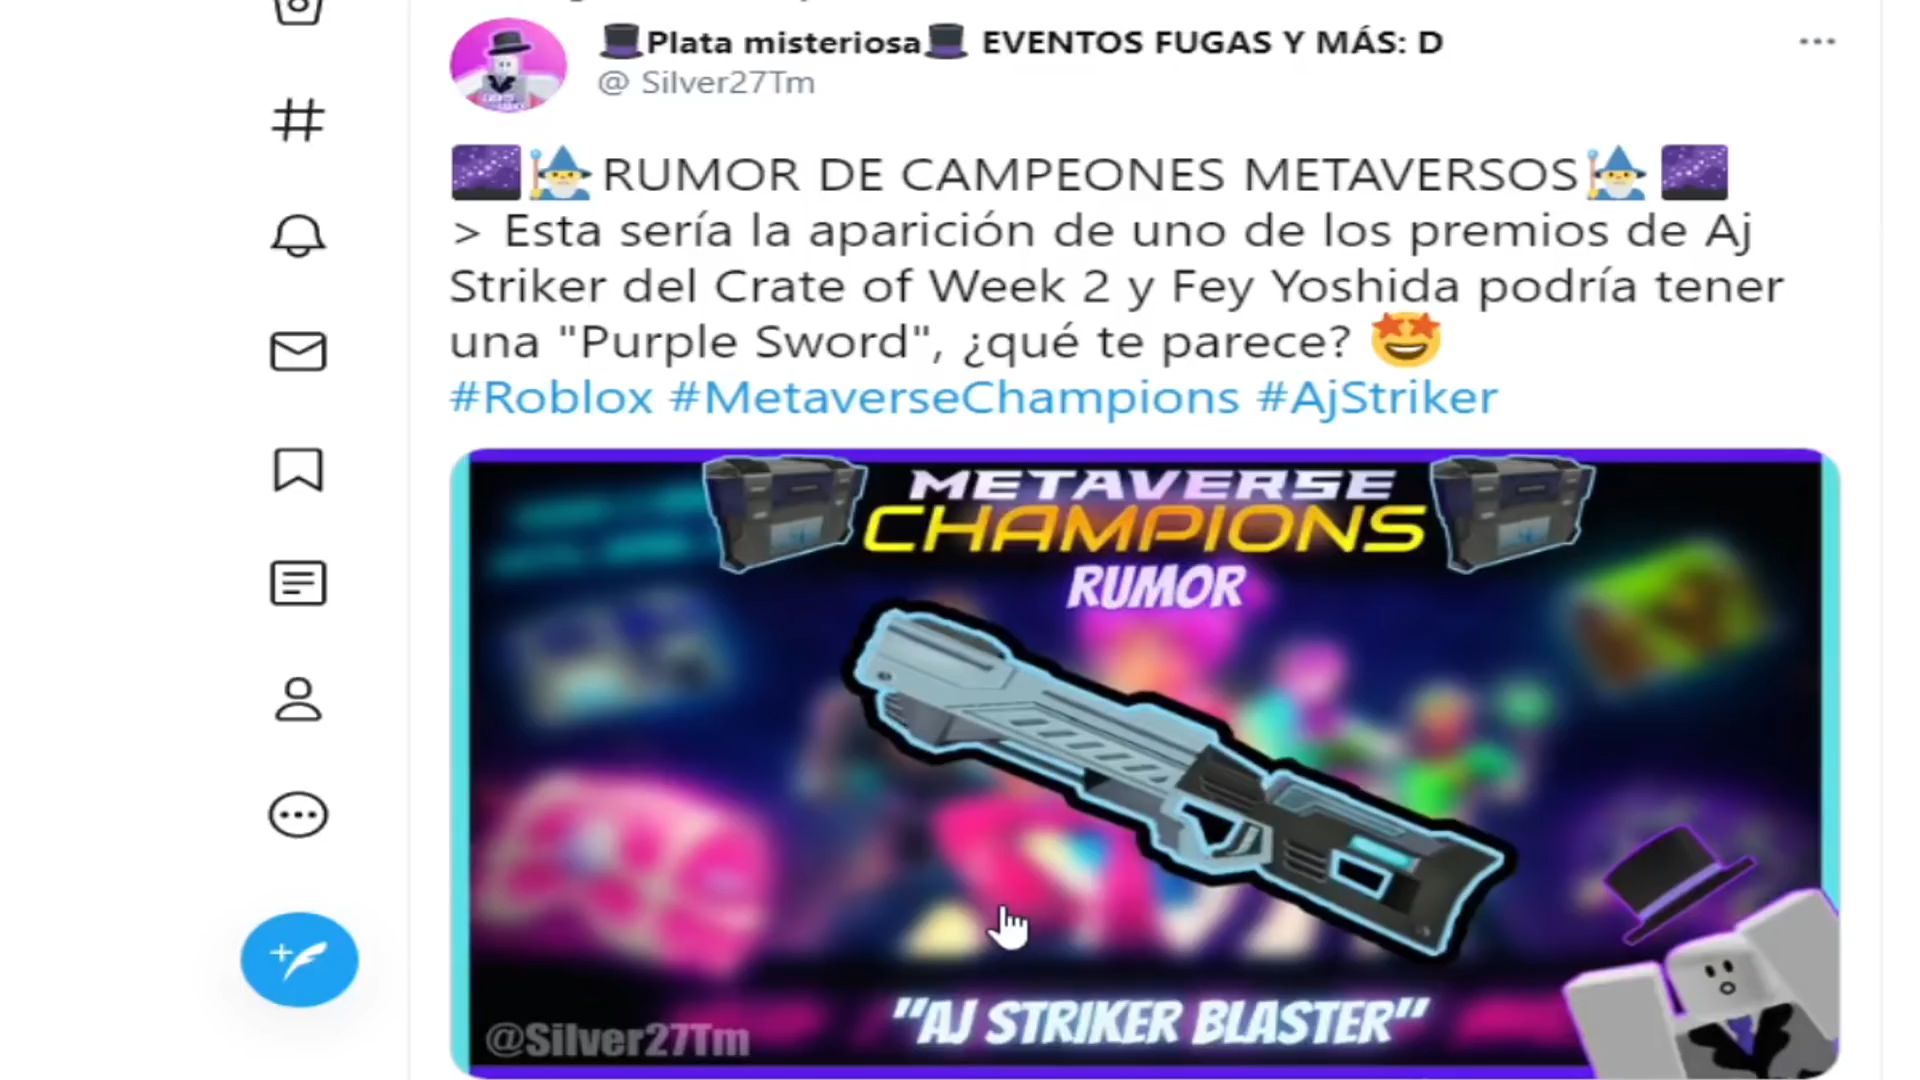 Plata misteriosa EVENTOS FUGAS Y MÁS: D
@ Silver27Tm
RUMOR DE CAMPEONES METAVERSOS
> Esta sería la aparición de uno de los premios de Aj
Striker del Crate of Week 2 y Fey Yoshida podría tener
una "Purple Sword", ¿qué te parece?
#Roblox #MetaverseChampions #AjStriker
METAVERSE
CHAMPIONS
RUMOR
"AJ STRIKER BLASTER"
@Silver27Tm